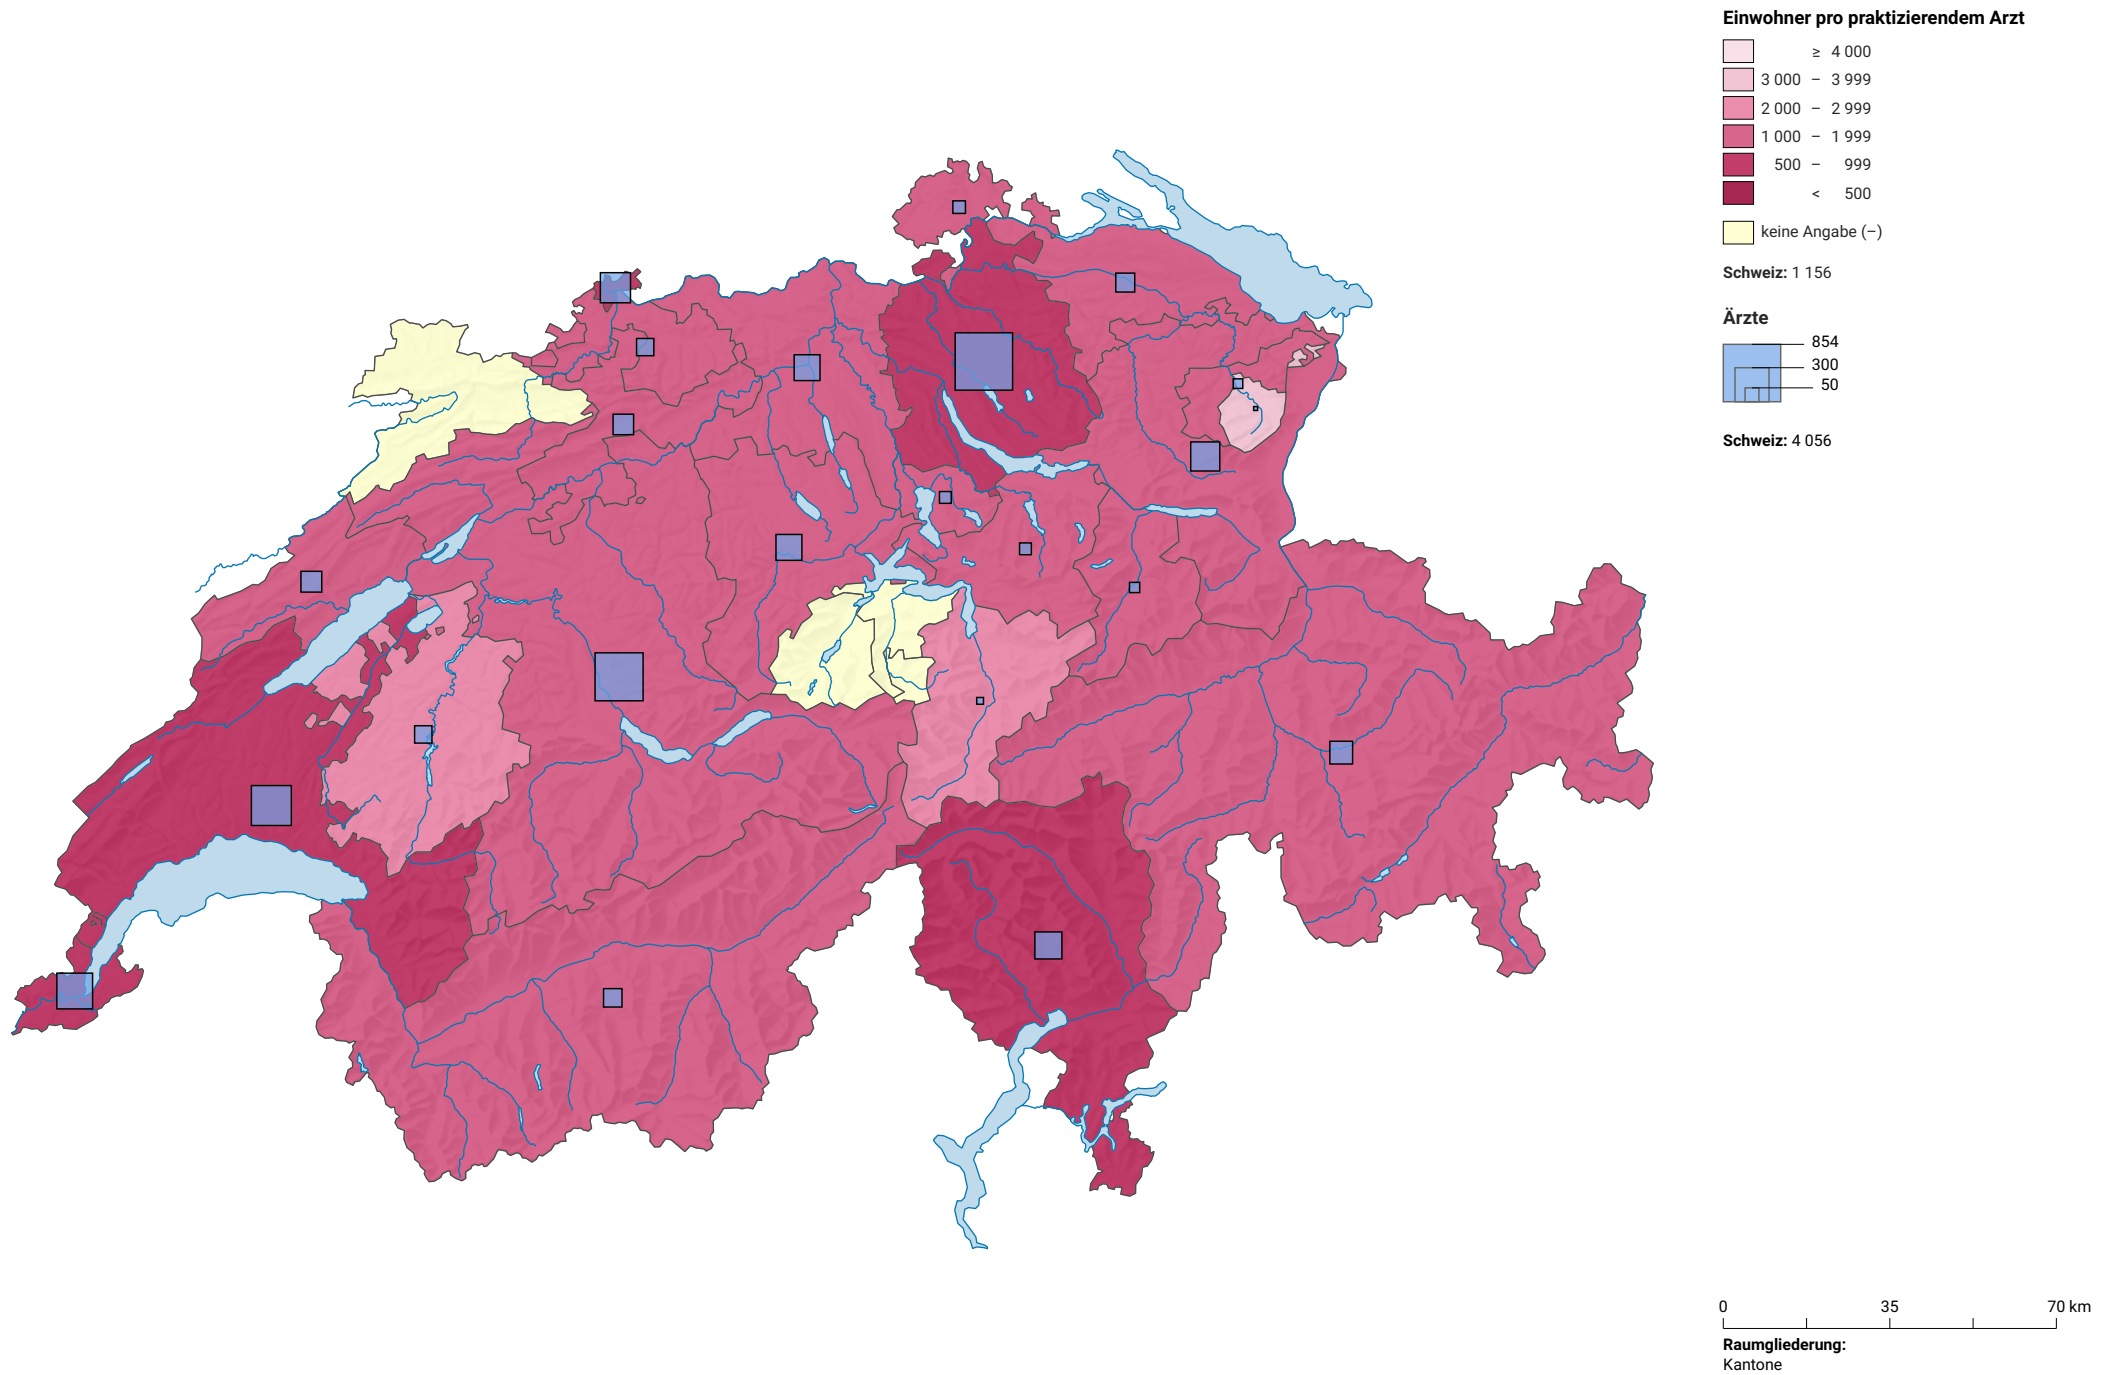 Einwohner pro praktizierendem Arzt
≥ 4 000
3 000 – 3 999
2 000 – 2 999
1 000 – 1 999
500 – 999
< 500
keine Angabe (–)
Schweiz: 1 156
Ärzte
854
300
50
Schweiz: 4 056
0 35 70 km
Raumgliederung:
Kantone